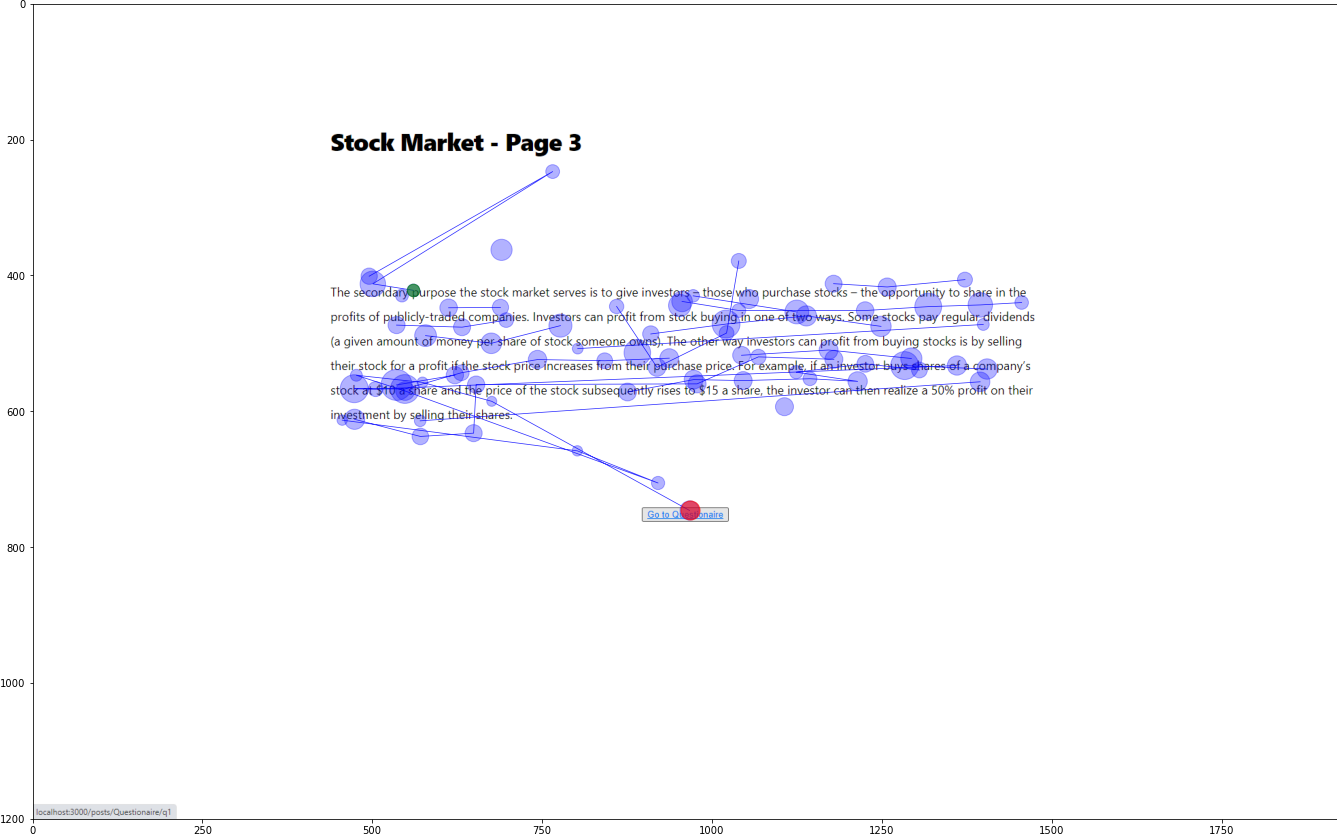 0
200
Stock Market - Page 3
400
The secondary purpose the stock market serves is to give investors – those who purchase stocks – the opportunity to share in the
profits of publicly-traded companies. Investors can profit from stock buying in one of two ways. Some stocks pay regular dividends
(a given amount of money per share of stock someone owns). The other way investors can profit from buying stocks is by selling
their stock for a profit if the stock price increases from their purchase price. For example, if an investor buys shares of a company's
stock at $10 a share and the price of the stock subsequently rises to $15 a share, the investor can then realize a 50% profit on their
600
investment by selling their shares.
Go to Questionaire
800
1000
localhost:3000/posts/Questionaire/q1
1200
0 250 500 750 1000 1250 1500 1750